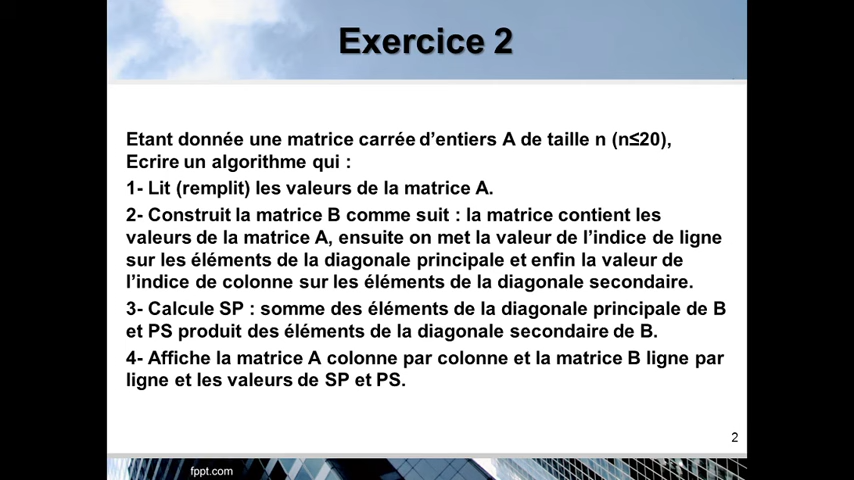 Exercice 2
Etant donnée une matrice carrée d’entiers A de taille n (n≤20),
Ecrire un algorithme qui :
1- Lit (remplit) les valeurs de la matrice A.
2- Construit la matrice B comme suit : la matrice contient les
valeurs de la matrice A, ensuite on met la valeur de l’indice de ligne
sur les éléments de la diagonale principale et enfin la valeur de
l’indice de colonne sur les éléments de la diagonale secondaire.
3- Calcule SP : somme des éléments de la diagonale principale de B
et PS produit des éléments de la diagonale secondaire de B.
4- Affiche la matrice A colonne par colonne et la matrice B ligne par
ligne et les valeurs de SP et PS.
2
fppt.com